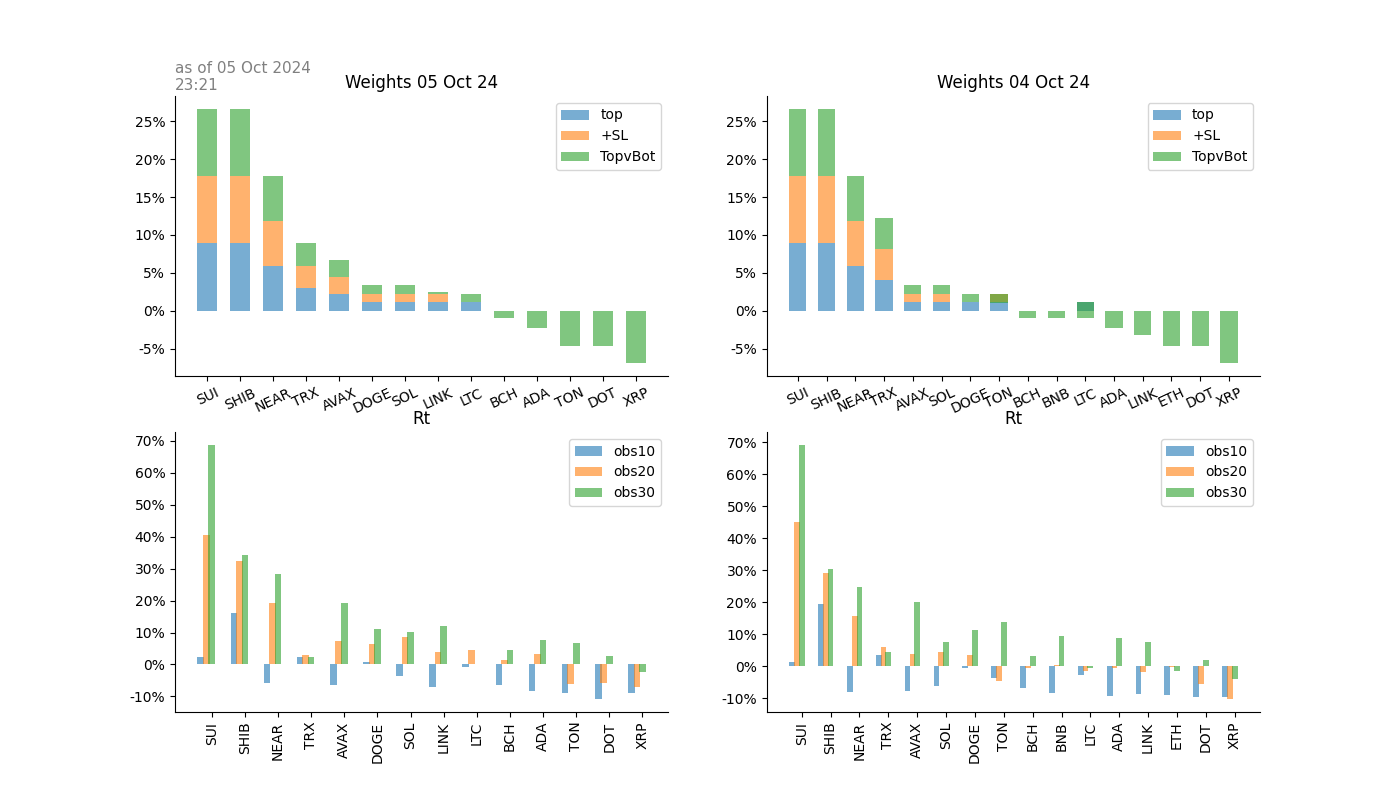 as of 05 Oct 2024
23:21
Weights 05 Oct 24
25%
20%
15%
10%
5%
0%
-5%
top
+SL
TopvBot
SUI SHIB NEAR TRX AVAX DOGE SOL LINK LTC BCH ADA TON DOT XRP
Weights 04 Oct 24
25%
20%
15%
10%
5%
0%
-5%
top
+SL
TopvBot
SUI SHIB NEAR TRX AVAX SOL DOGE TON BCH BNB LTC ADA LINK ETH DOT XRP
Rt
70%
60%
50%
40%
30%
20%
10%
0%
-10%
obs10
obs20
obs30
SUI SHIB NEAR TRX AVAX DOGE SOL LINK LTC BCH ADA TON DOT XRP
Rt
70%
60%
50%
40%
30%
20%
10%
0%
-10%
obs10
obs20
obs30
SUI SHIB NEAR TRX AVAX SOL DOGE TON BCH BNB LTC ADA LINK ETH DOT XRP